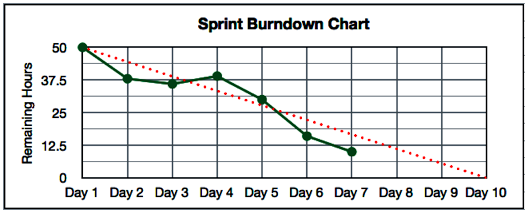 Sprint Burndown Chart
Remaining Hours
50
37.5
25
12.5
0
Day 1 Day 2 Day 3 Day 4 Day 5 Day 6 Day 7 Day 8 Day 9 Day 10